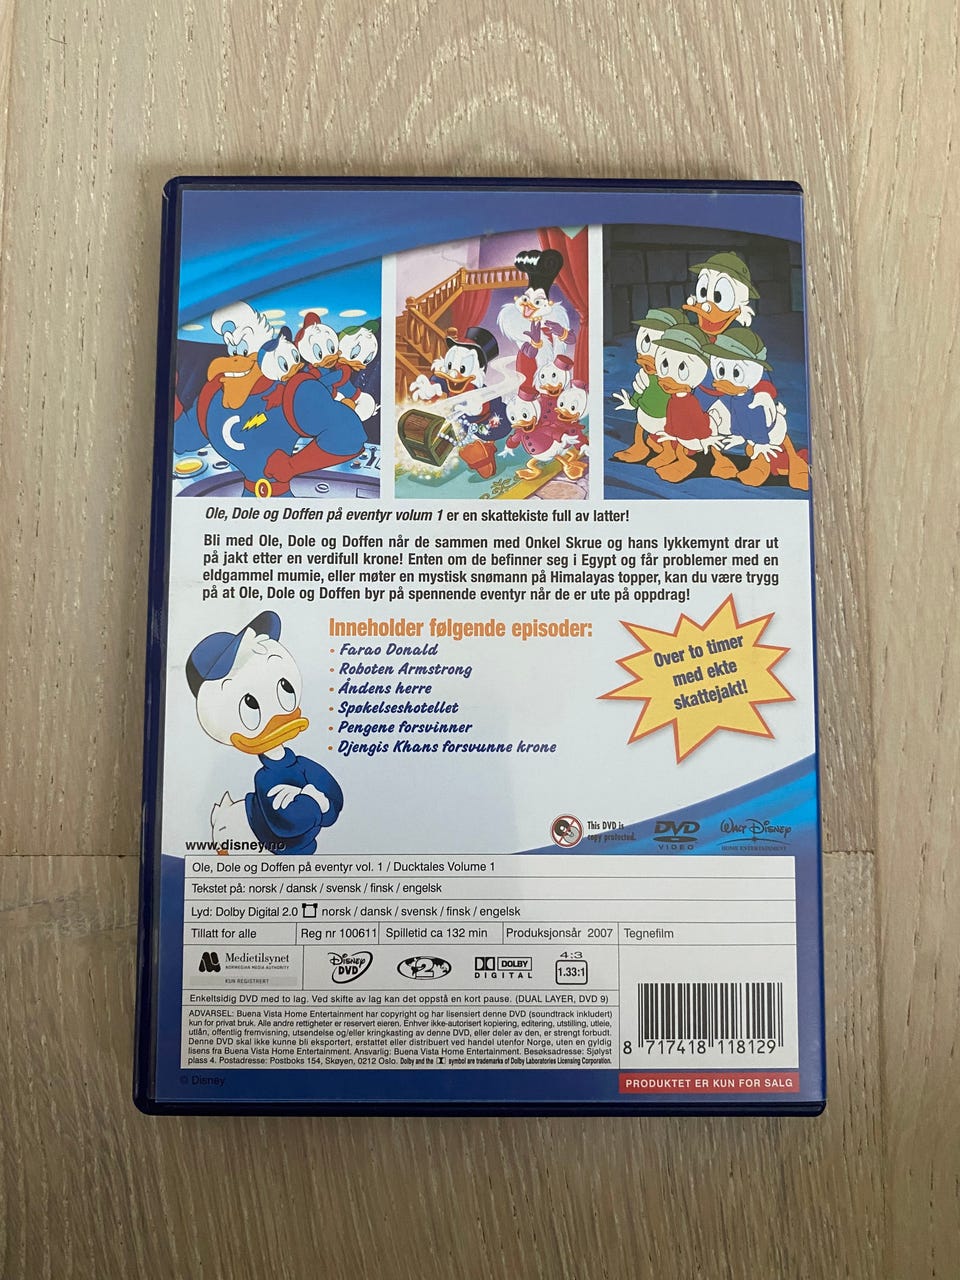 Ole, Dole og Doffen på eventyr volum 1 er en skattekiste full av latter!
Bli med Ole, Dole og Doffen når de sammen med Onkel Skrue og hans lykkemynt drar ut
på jakt etter en verdifull krone! Enten om de befinner seg i Egypt og får problemer med en
eldgammel mumie, eller møter en mystisk snømann på Himalayas topper, kan du være trygg
på at Ole, Dole og Doffen byr på spennende eventyr når de er ute på oppdrag!
Inneholder følgende episoder:
• Farao Donald
• Roboten Armstrong
• Åndens herre
• Spøkelseshotellet
• Pengene forsvinner
• Djengis Khans forsvunne krone
Over to timer
med ekte
skattejakt!
This DVD is
copy protected.
DVD
VIDEO
Walt Disney
HOME ENTERTAINMENT
www.disney.no
Ole, Dole og Doffen på eventyr vol. 1 / Ducktales Volume 1
Tekstet på: norsk / dansk / svensk / finsk / engelsk
Lyd: Dolby Digital 2.0 norsk / dansk / svensk / finsk / engelsk
Tillatt for alle Reg nr 100611 Spilletid ca 132 min Produksjonsår 2007 Tegnefilm
Medietilsynet
NORWEGIAN MEDIA AUTHORITY
KUN REGISTRERT
Disney
DVD
2
DOLBY
DIGITAL
4:3
1.33:1
Enkeltsidig DVD med to lag. Ved skifte av lag kan det oppstå en kort pause. (DUAL LAYER, DVD 9)
ADVARSEL: Buena Vista Home Entertainment har copyright og har lisensiert denne DVD (soundtrack inkludert)
kun for privat bruk. Alle andre rettigheter er reservert eieren. Enhver ikke-autorisert kopiering, editering, utstilling, utleie,
utlån, offentlig fremvisning, utsendelse og/eller kringkasting av denne DVD, eller deler av den, er strengt forbudt.
Denne DVD skal ikke kunne bli eksportert, erstattet eller distribuert ved handel utenfor Norge, uten en gyldig
lisens fra Buena Vista Home Entertainment. Ansvarlig: Buena Vista Home Entertainment. Besøksadresse: Sjølyst
plass 4. Postadresse: Postboks 154, Skøyen, 0212 Oslo. Dolby and the symbol are trademarks of Dolby Laboratories Licensing Corporation.
8 717418 118129
© Disney
PRODUKTET ER KUN FOR SALG